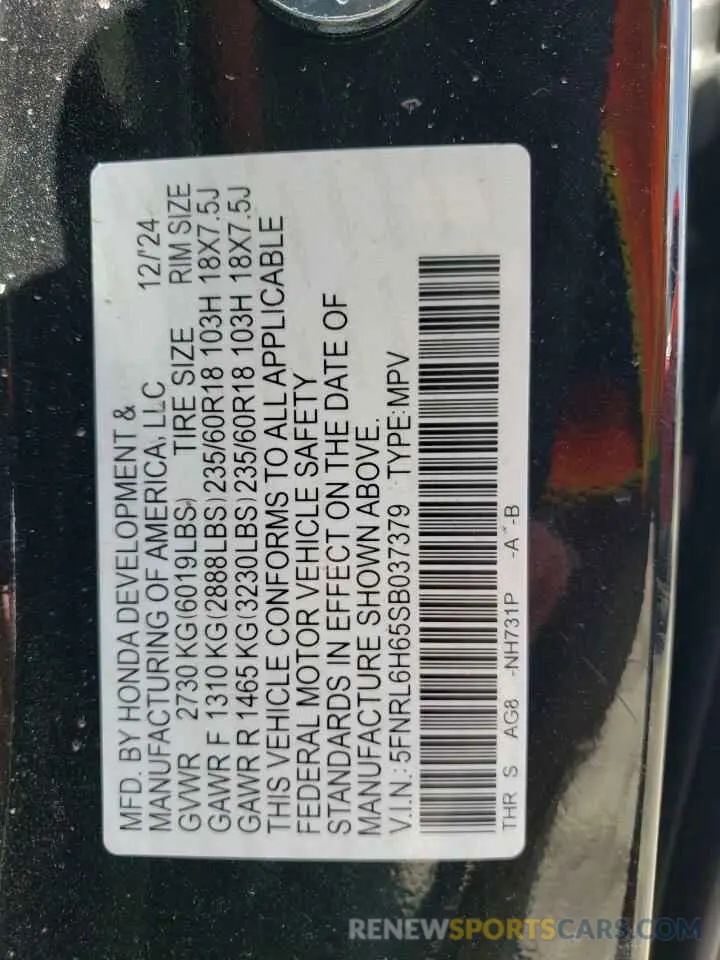 MFD. BY HONDA DEVELOPMENT &
MANUFACTURING OF AMERICA, LLC 12/'24
GVWR 2730 KG(6019LBS) TIRE SIZE RIM SIZE
GAWR F 1310 KG(2888LBS) 235/60R18 103H 18X7.5J
GAWR R 1465 KG(3230LBS) 235/60R18 103H 18X7.5J
THIS VEHICLE CONFORMS TO ALL APPLICABLE
FEDERAL MOTOR VEHICLE SAFETY
STANDARDS IN EFFECT ON THE DATE OF
MANUFACTURE SHOWN ABOVE.
V.I.N.: 5FNRL6H65SB037379 TYPE: MPV
THR S AG8 -NH731P -A*-B
RENEWSPORTSCARS.COM